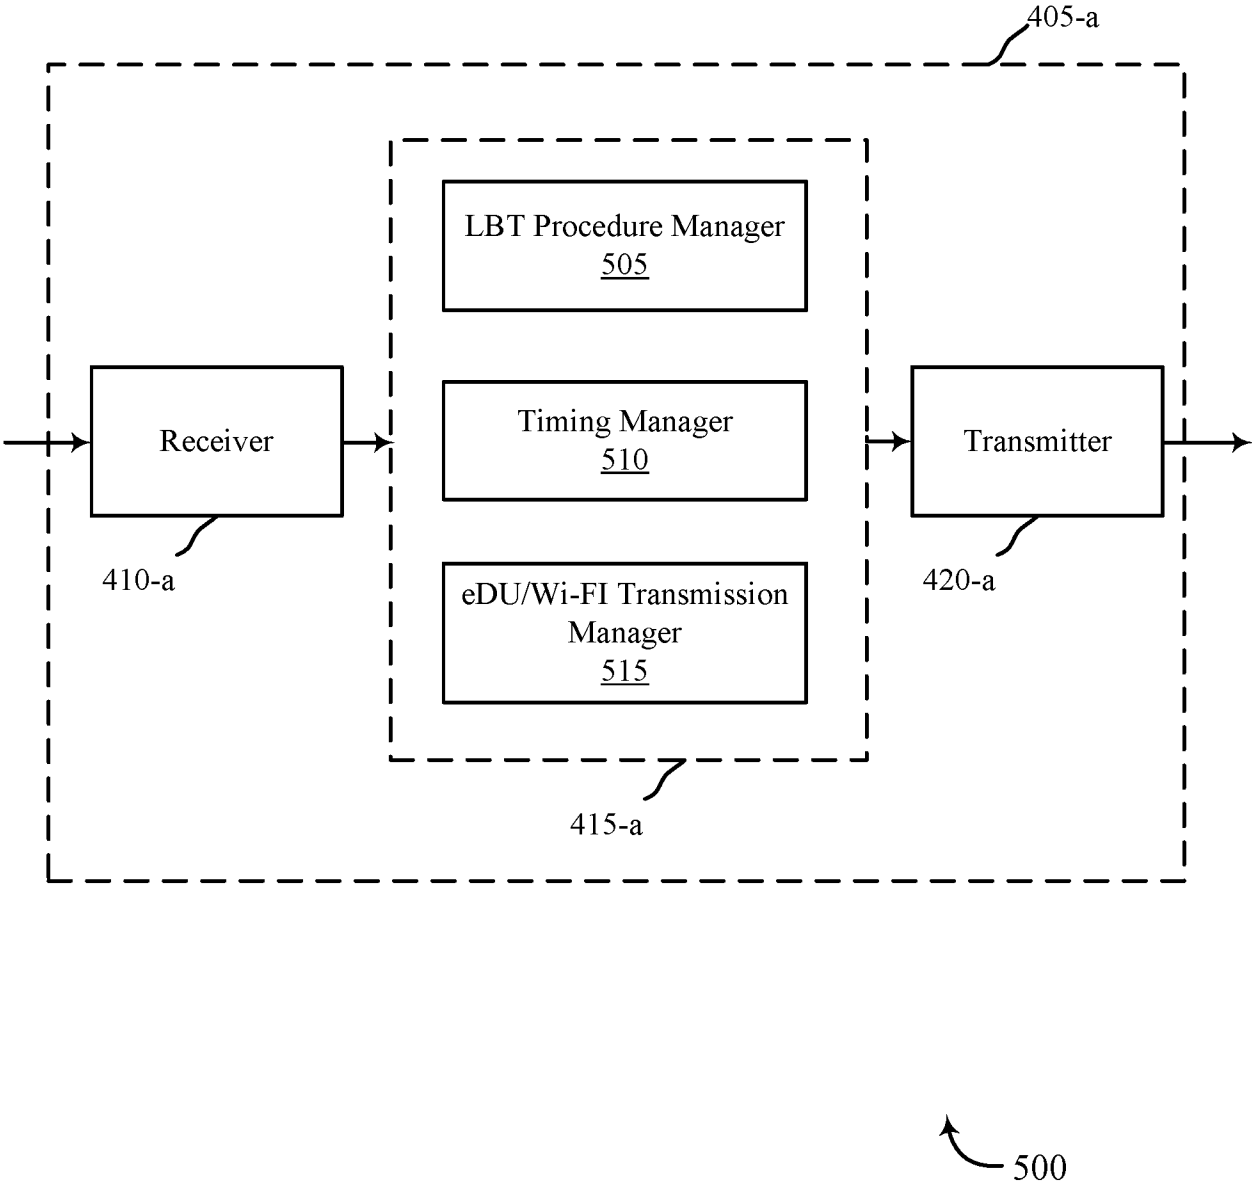 405-a
LBT Procedure Manager
505
Receiver
410-a
Timing Manager
510
eDU/Wi-FI Transmission
Manager
515
415-a
Transmitter
420-a
500